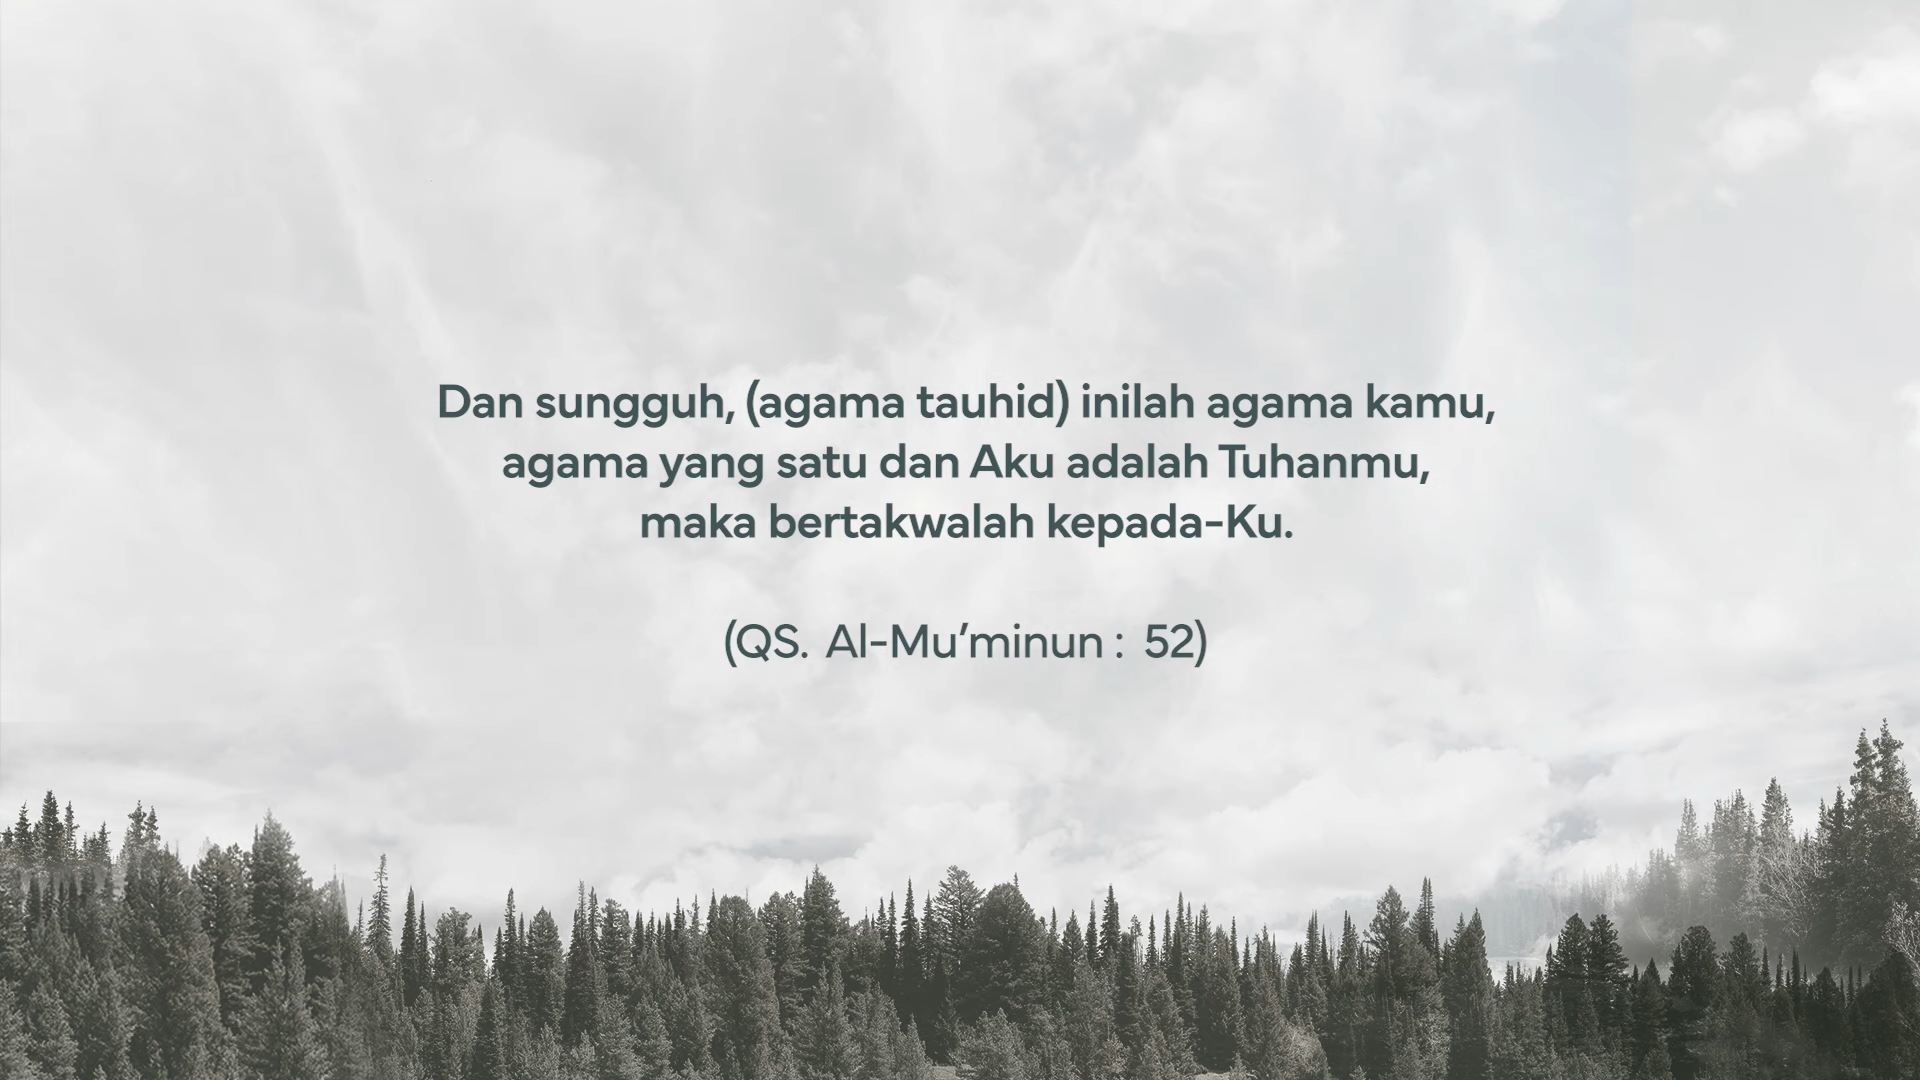 Dan sungguh, (agama tauhid) inilah agama kamu,
agama yang satu dan Aku adalah Tuhanmu,
maka bertakwalah kepada-Ku.
(QS. Al-Mu’minun : 52)